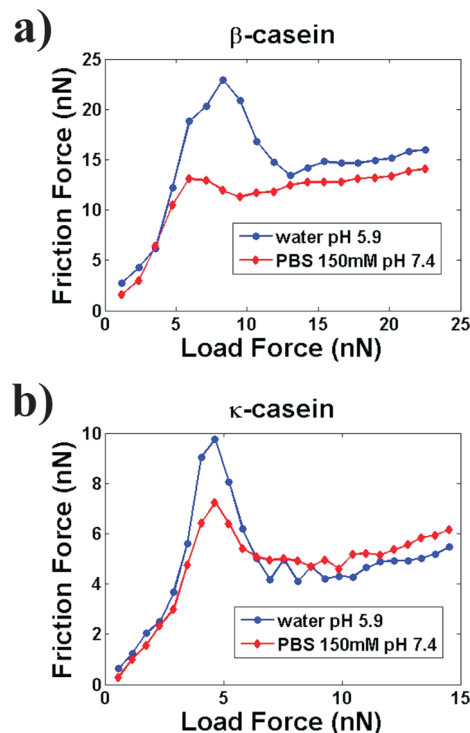 a)
β-casein
Friction Force (nN)
25
20
15
10
5
0
water pH 5.9
PBS 150mM pH 7.4
0 5 10 15 20 25
Load Force (nN)
b)
κ-casein
Friction Force (nN)
10
8
6
4
2
0
water pH 5.9
PBS 150mM pH 7.4
0 5 10 15
Load Force (nN)